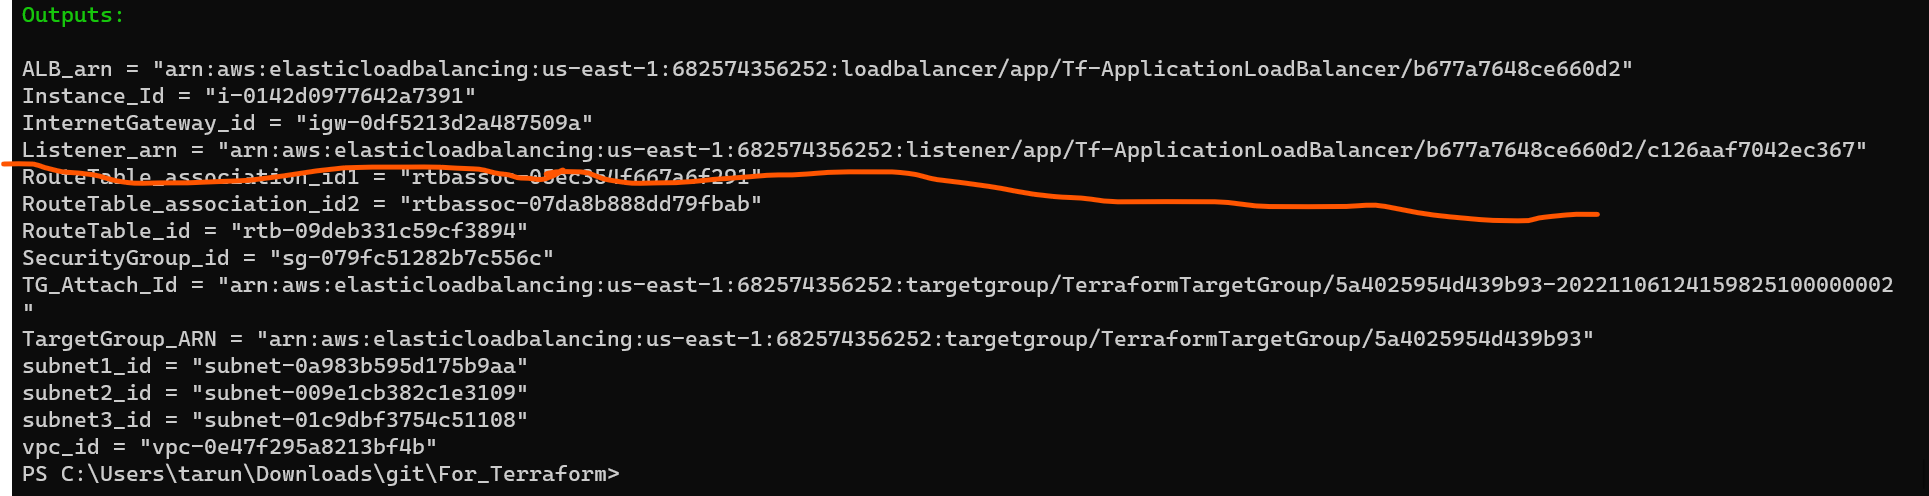 Outputs:
ALB_arn = "arn:aws:elasticloadbalancing:us-east-1:682574356252:loadbalancer/app/Tf-ApplicationLoadBalancer/b677a7648ce660d2"
Instance_Id = "i-0142d0977642a7391"
InternetGateway_id = "igw-0df5213d2a487509a"
Listener_arn = "arn:aws:elasticloadbalancing:us-east-1:682574356252:listener/app/Tf-ApplicationLoadBalancer/b677a7648ce660d2/c126aaf7042ec367"
RouteTable_association_id1 =
RouteTable_association_id2 = "rtbassoc-07da8b888dd79fbab"
RouteTable_id = "rtb-09deb331c59cf3894"
SecurityGroup_id = "sg-079fc51282b7c556c"
TG_Attach_Id = "arn:aws:elasticloadbalancing:us-east-1:682574356252:targetgroup/TerraformTargetGroup/5a4025954d439b93-20221106124159825100000002
"
TargetGroup_ARN = "arn:aws:elasticloadbalancing:us-east-1:682574356252:targetgroup/TerraformTargetGroup/5a4025954d439b93"
subnet1_id = "subnet-0a983b595d175b9aa"
subnet2_id = "subnet-009e1cb382c1e3109"
subnet3_id = "subnet-01c9dbf3754c51108"
vpc_id = "vpc-0e47f295a8213bf4b"
PS C:\Users\tarun\Downloads\git\For_Terraform>